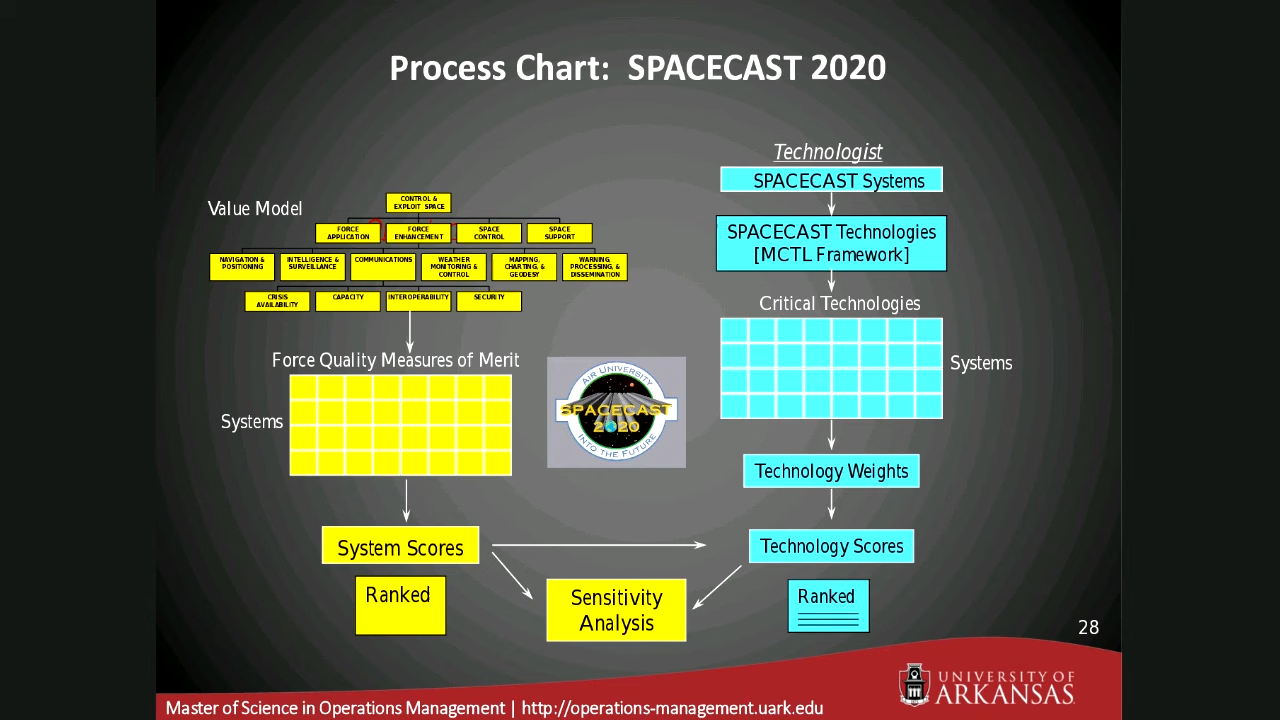 Process Chart: SPACECAST 2020
Technologist
SPACECAST Systems
Value Model
CONTROL &
EXPLOIT SPACE
FORCE
APPLICATION
FORCE
ENHANCEMENT
SPACE
CONTROL
SPACE
SUPPORT
SPACECAST Technologies
[MCTL Framework]
NAVIGATION &
POSITIONING
INTELLIGENCE &
SURVEILLANCE
COMMUNICATIONS
WEATHER
MONITORING &
CONTROL
MAPPING,
CHARTING, &
GEODESY
WARNING,
PROCESSING, &
DISSEMINATION
CRISIS
AVAILABILITY
CAPACITY
INTEROPERABILITY
SECURITY
Critical Technologies
Force Quality Measures of Merit
Systems
Systems
AIR UNIVERSITY
SPACECAST
2020
INTO THE FUTURE
Technology Weights
System Scores
Technology Scores
Ranked
Sensitivity
Analysis
Ranked
28
UNIVERSITY OF
ARKANSAS
Master of Science in Operations Management | http://operations-management.uark.edu